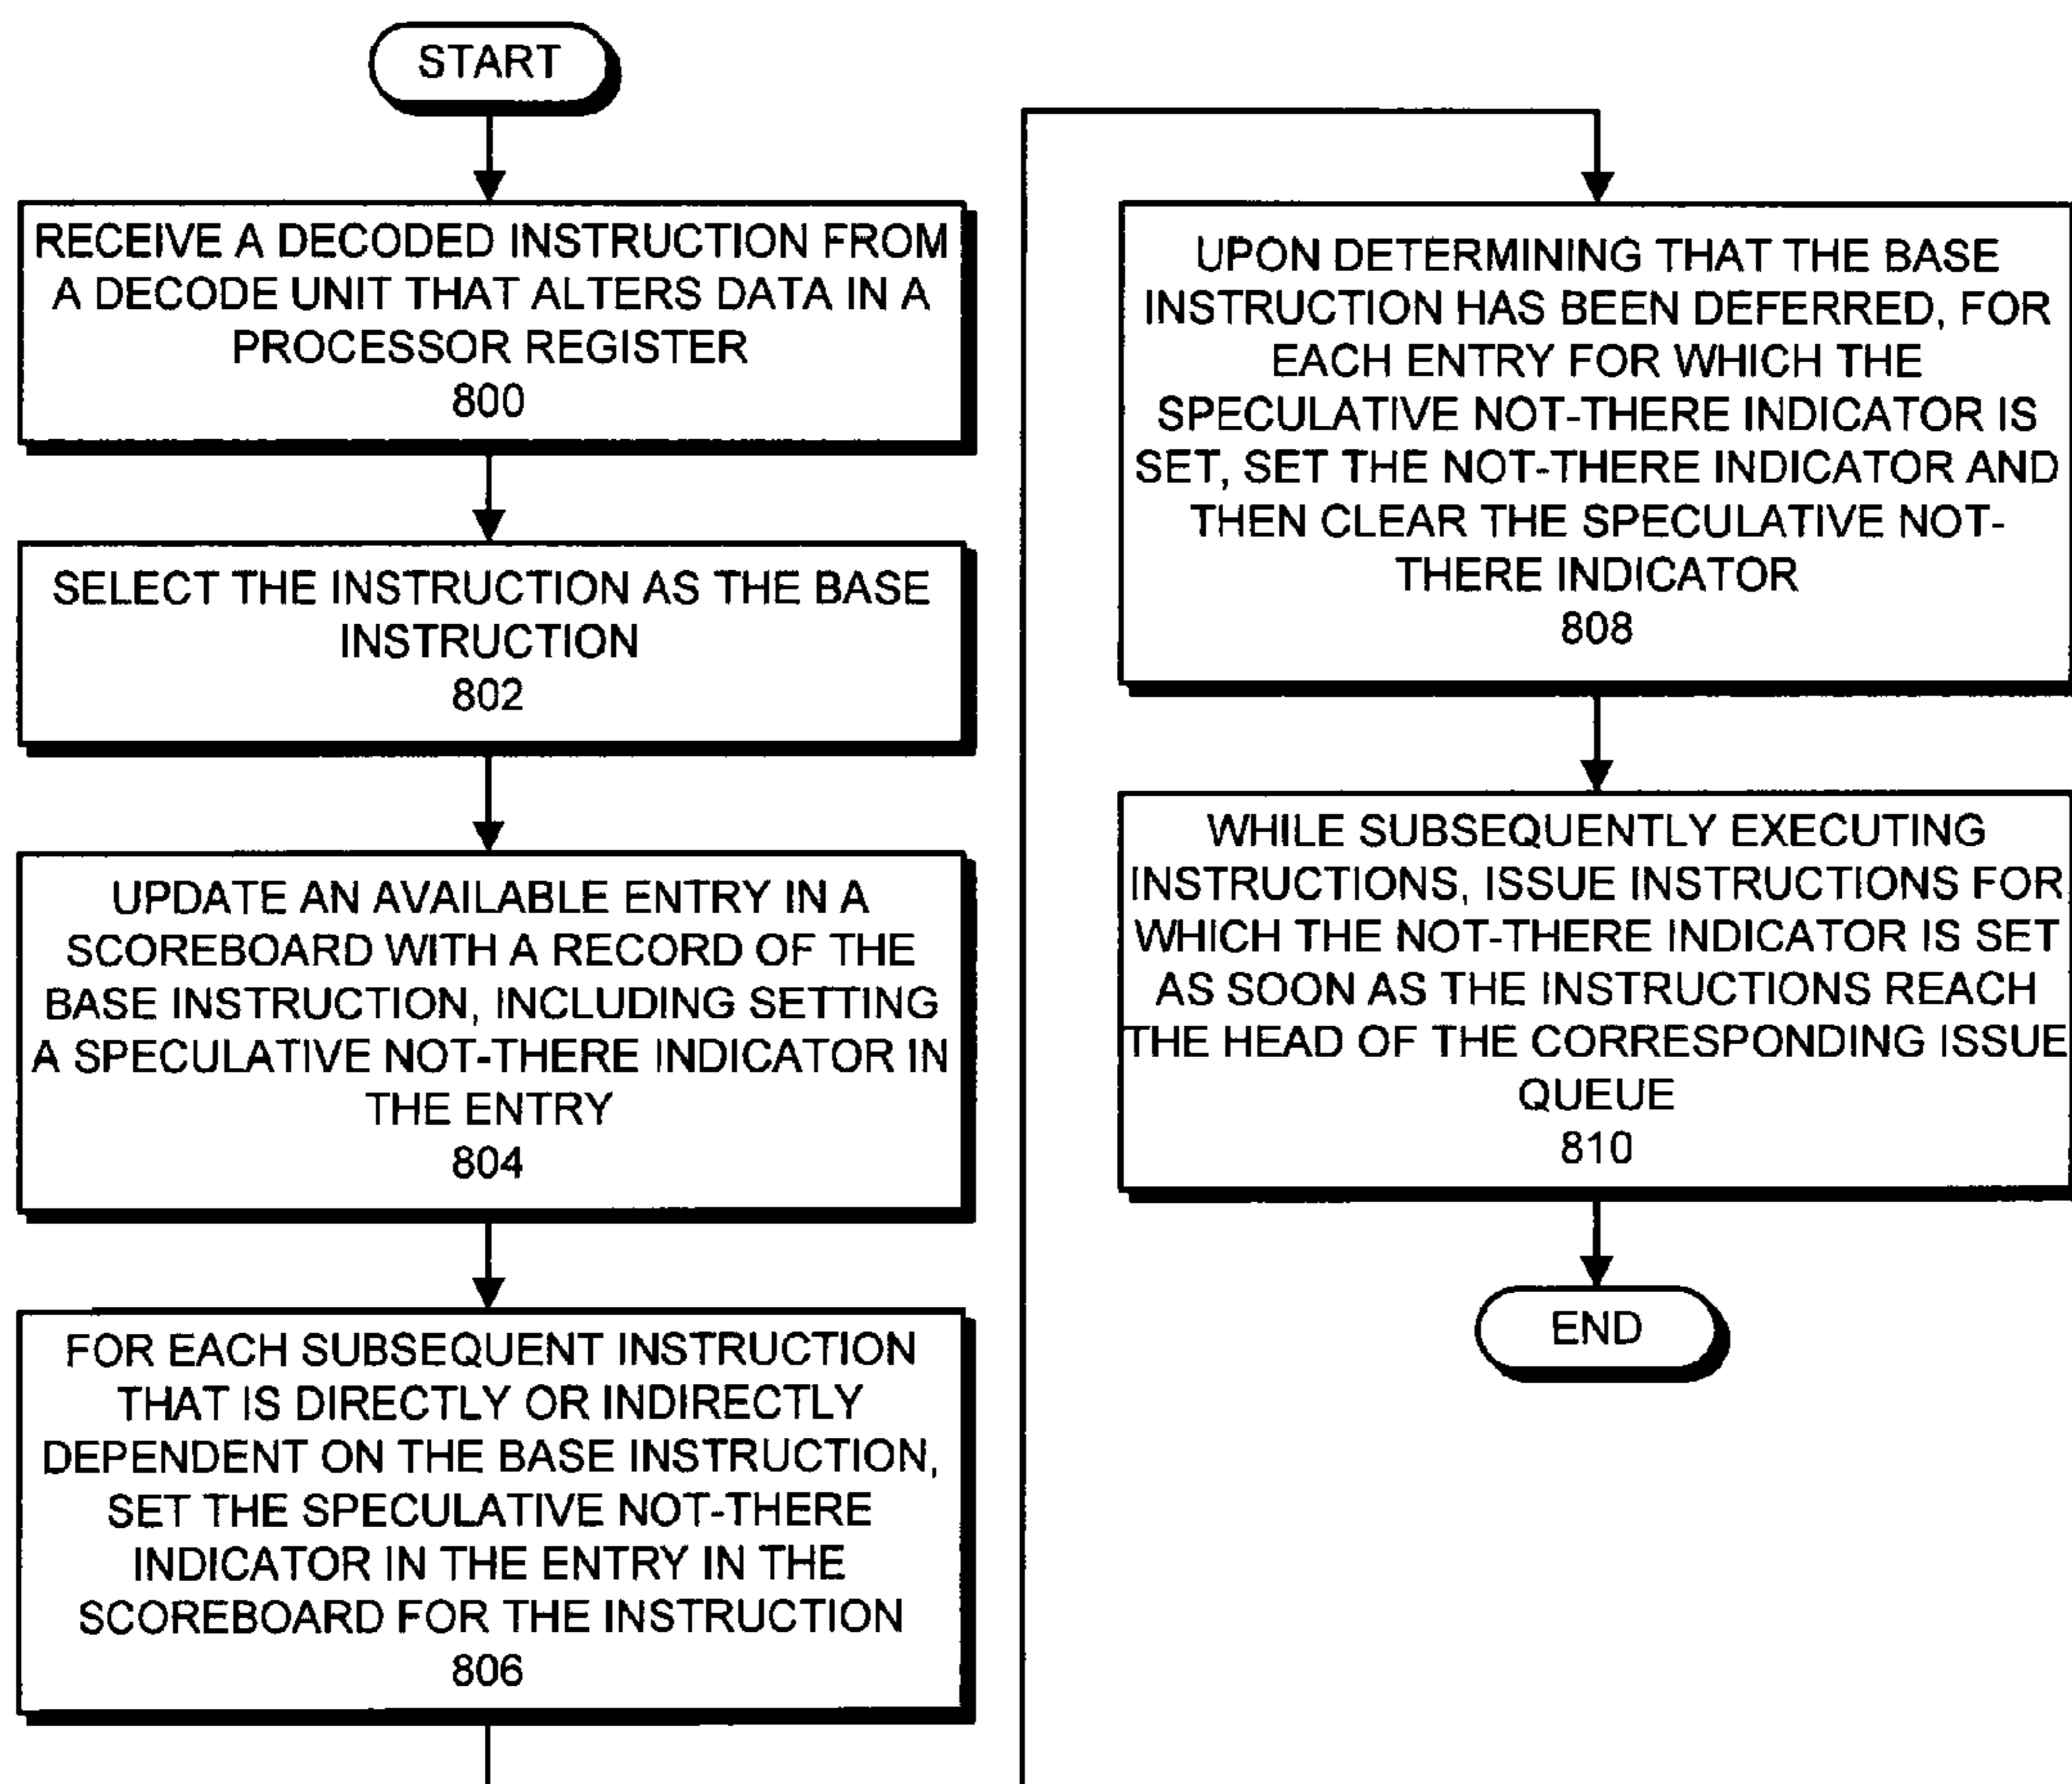 START
RECEIVE A DECODED INSTRUCTION FROM
A DECODE UNIT THAT ALTERS DATA IN A
PROCESSOR REGISTER
800
SELECT THE INSTRUCTION AS THE BASE
INSTRUCTION
802
UPDATE AN AVAILABLE ENTRY IN A
SCOREBOARD WITH A RECORD OF THE
BASE INSTRUCTION, INCLUDING SETTING
A SPECULATIVE NOT-THERE INDICATOR IN
THE ENTRY
804
FOR EACH SUBSEQUENT INSTRUCTION
THAT IS DIRECTLY OR INDIRECTLY
DEPENDENT ON THE BASE INSTRUCTION,
SET THE SPECULATIVE NOT-THERE
INDICATOR IN THE ENTRY IN THE
SCOREBOARD FOR THE INSTRUCTION
806
UPON DETERMINING THAT THE BASE
INSTRUCTION HAS BEEN DEFERRED, FOR
EACH ENTRY FOR WHICH THE
SPECULATIVE NOT-THERE INDICATOR IS
SET, SET THE NOT-THERE INDICATOR AND
THEN CLEAR THE SPECULATIVE NOT-
THERE INDICATOR
808
WHILE SUBSEQUENTLY EXECUTING
INSTRUCTIONS, ISSUE INSTRUCTIONS FOR
WHICH THE NOT-THERE INDICATOR IS SET
AS SOON AS THE INSTRUCTIONS REACH
THE HEAD OF THE CORRESPONDING ISSUE
QUEUE
810
END